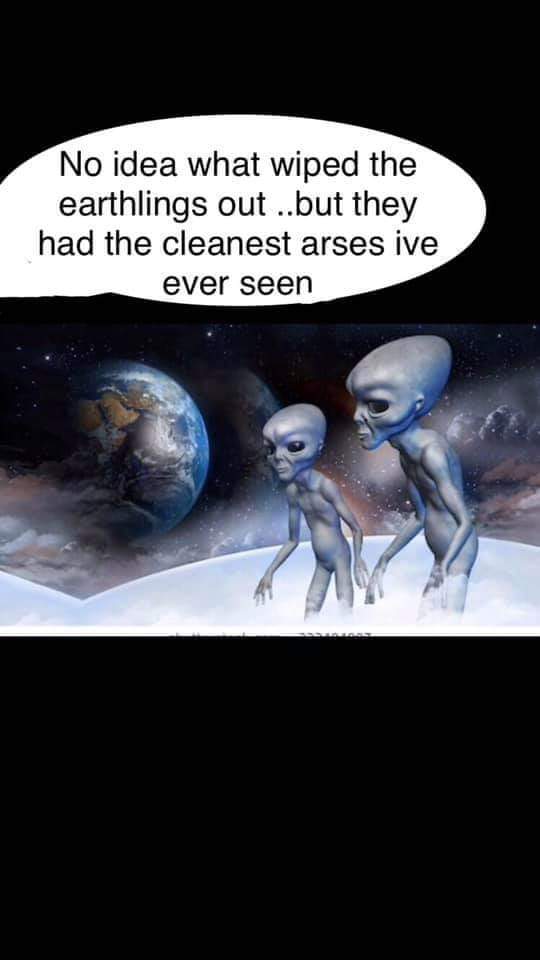 No idea what wiped the
earthlings out ..but they
had the cleanest arses ive
ever seen